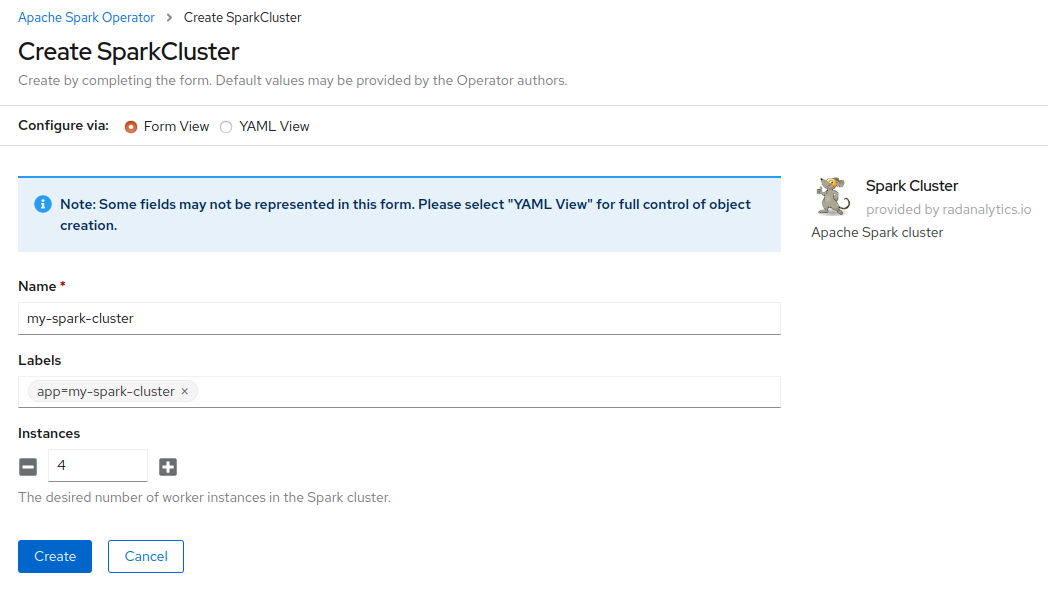 Apache Spark Operator > Create SparkCluster
Create SparkCluster
Create by completing the form. Default values may be provided by the Operator authors.
Configure via: Form View YAML View
Note: Some fields may not be represented in this form. Please select "YAML View" for full control of object
creation.
Spark Cluster
provided by radanalytics.io
Apache Spark cluster
Name *
my-spark-cluster
Labels
app=my-spark-cluster ×
Instances
4
The desired number of worker instances in the Spark cluster.
Create Cancel